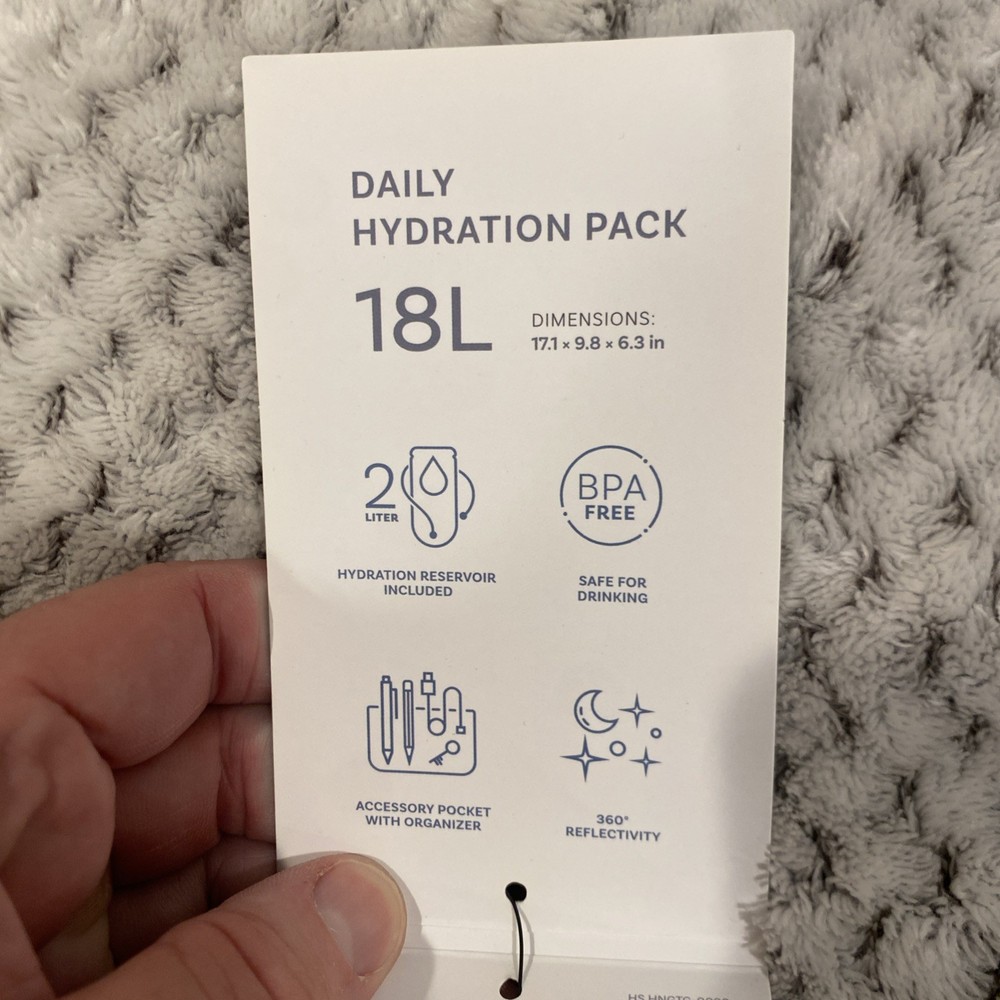 DAILY
HYDRATION PACK
18L
DIMENSIONS:
17.1 × 9.8 × 6.3 in
2
LITER
HYDRATION RESERVOIR
INCLUDED
BPA
FREE
SAFE FOR
DRINKING
ACCESSORY POCKET
WITH ORGANIZER
360°
REFLECTIVITY